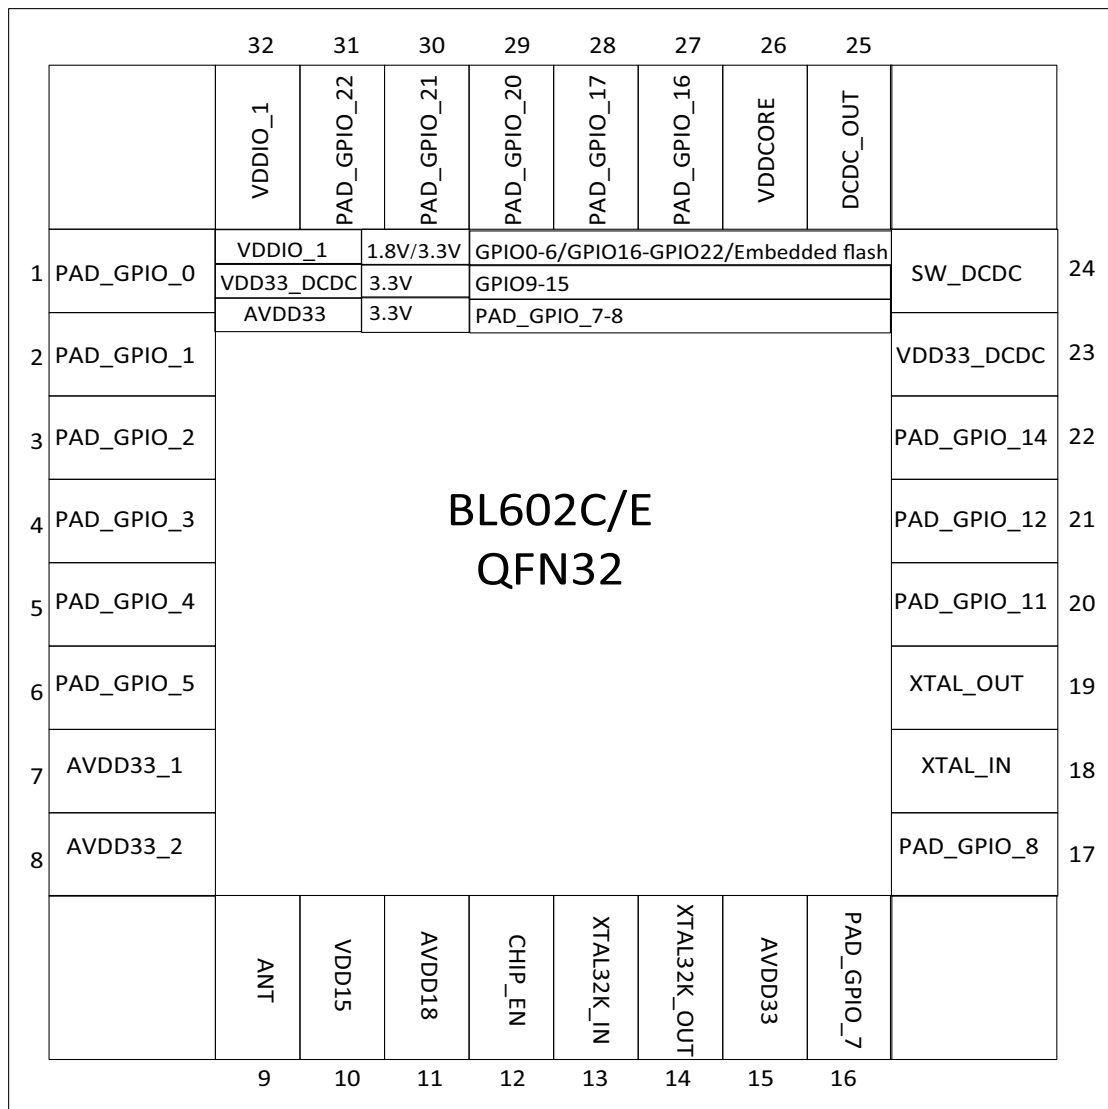 32 31 30 29 28 27 26 25
VDDIO_1
PAD_GPIO_22
PAD_GPIO_21
PAD_GPIO_20
PAD_GPIO_17
PAD_GPIO_16
VDDCORE
DCDC_OUT
VDDIO_1 1.8V/3.3V GPIO0-6/GPIO16-GPIO22/Embedded flash
VDD33_DCDC 3.3V GPIO9-15
AVDD33 3.3V PAD_GPIO_7-8
1 PAD_GPIO_0
2 PAD_GPIO_1
3 PAD_GPIO_2
4 PAD_GPIO_3
5 PAD_GPIO_4
6 PAD_GPIO_5
7 AVDD33_1
8 AVDD33_2
BL602C/E
QFN32
SW_DCDC 24
VDD33_DCDC 23
PAD_GPIO_14 22
PAD_GPIO_12 21
PAD_GPIO_11 20
XTAL_OUT 19
XTAL_IN 18
PAD_GPIO_8 17
ANT
VDD15
AVDD18
CHIP_EN
XTAL32K_IN
XTAL32K_OUT
AVDD33
PAD_GPIO_7
9 10 11 12 13 14 15 16